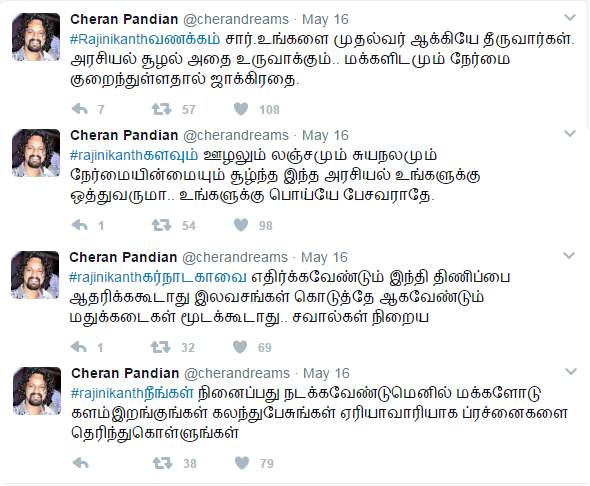 Cheran Pandian @cherandreams · May 16
#Rajinikanthவணக்கம் சார்.உங்களை முதல்வர் ஆக்கியே தீருவார்கள்.
அரசியல் சூழல் அதை உருவாக்கும்.. மக்களிடமும் நேர்மை
குறைந்துள்ளதால் ஜாக்கிரதை.
7 57 108
Cheran Pandian @cherandreams · May 16
#rajinikanthகளவும் ஊழலும் லஞ்சமும் சுயநலமும்
நேர்மையின்மையும் சூழ்ந்த இந்த அரசியல் உங்களுக்கு
ஒத்துவருமா.. உங்களுக்கு பொய்யே பேசவராதே.
1 54 98
Cheran Pandian @cherandreams · May 16
#rajinikanthகர்நாடகாவை எதிர்க்கவேண்டும் இந்தி திணிப்பை
ஆதரிக்ககூடாது இலவசங்கள் கொடுத்தே ஆகவேண்டும்
மதுக்கடைகள் மூடக்கூடாது.. சவால்கள் நிறைய
1 32 69
Cheran Pandian @cherandreams · May 16
#rajinikanthநீங்கள் நினைப்பது நடக்கவேண்டுமெனில் மக்களோடு
களம்இறங்குங்கள் கலந்துபேசுங்கள் ஏரியாவாரியாக ப்ரச்னைகளை
தெரிந்துகொள்ளுங்கள்
38 79